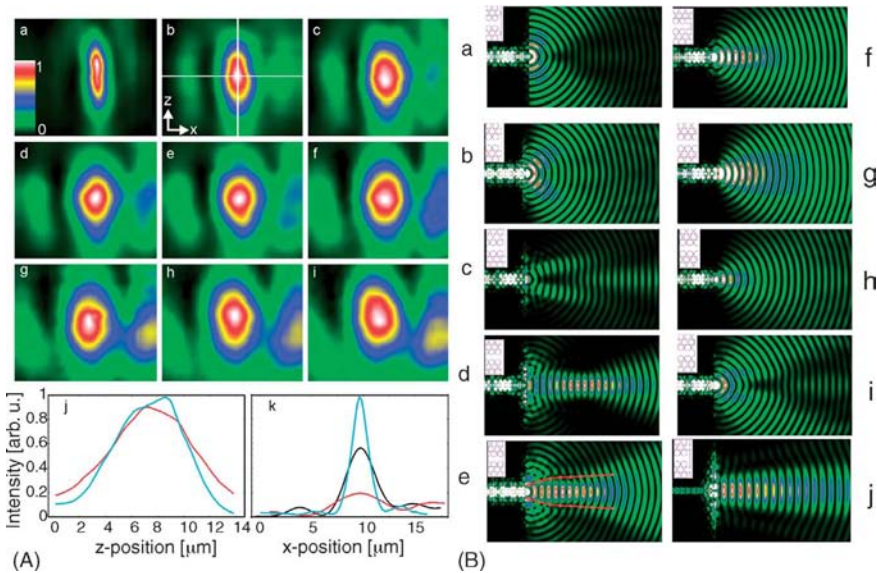 a
b
c
1
0
z
x
d
e
f
g
h
i
j
k
Intensity [arb. u.]
1
0.8
0.6
0.4
0.2
0
0 2 4 6 8 10 12 14
z-position [μm]
0 5 10 15
x-position [μm]
(A)
a
f
b
g
c
h
d
i
e
j
(B)